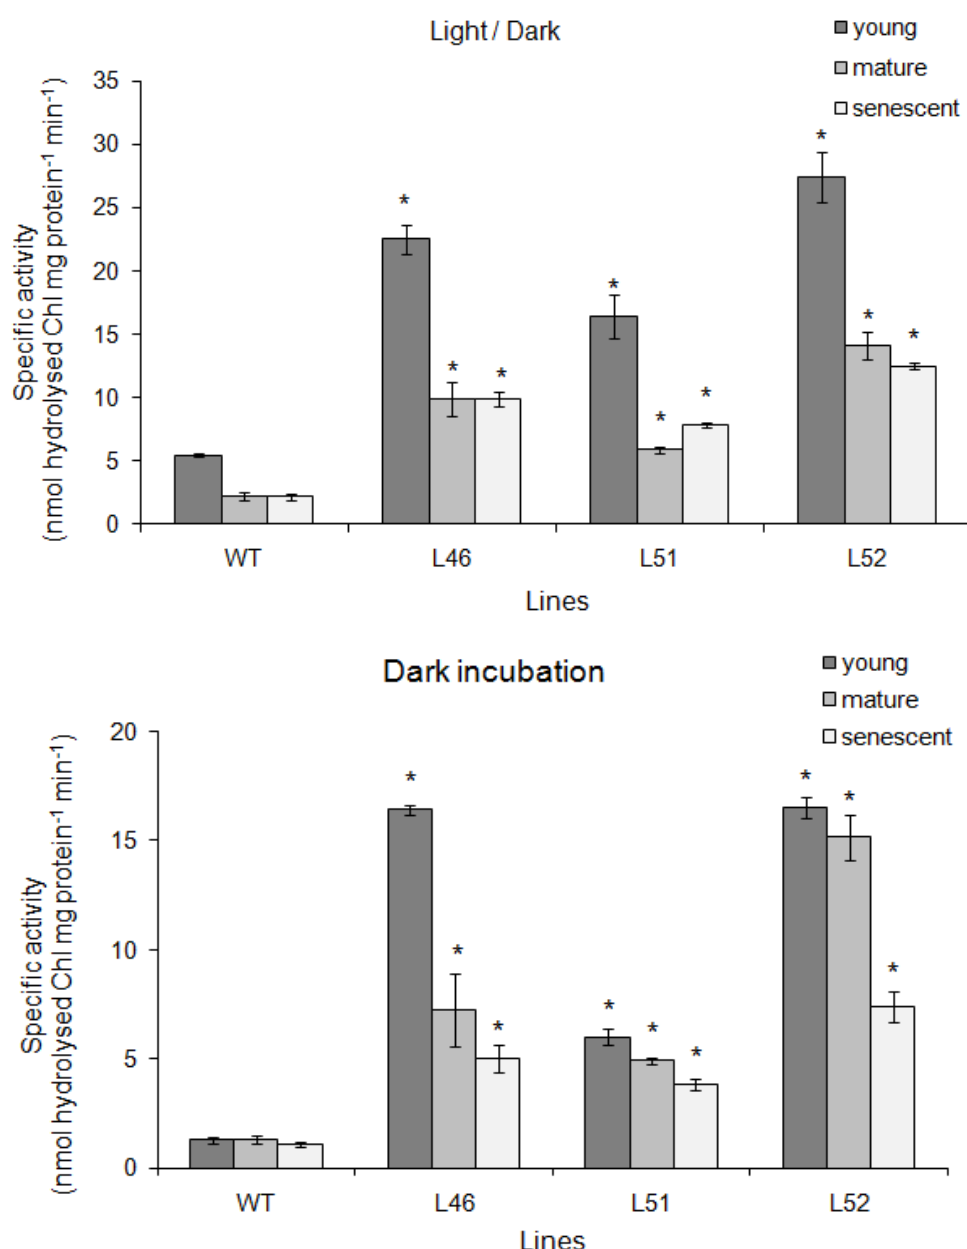 Light / Dark
young
mature
senescent
Specific activity
(nmol hydrolysed Chl mg protein-1 min-1)
35
30
25
20
15
10
5
0
*
*
*
*
*
*
*
*
*
WT
L46
L51
L52
Lines
Dark incubation
young
mature
senescent
Specific activity
(nmol hydrolysed Chl mg protein-1 min-1)
20
15
10
5
0
*
*
*
*
*
*
*
*
*
WT
L46
L51
L52
Lines